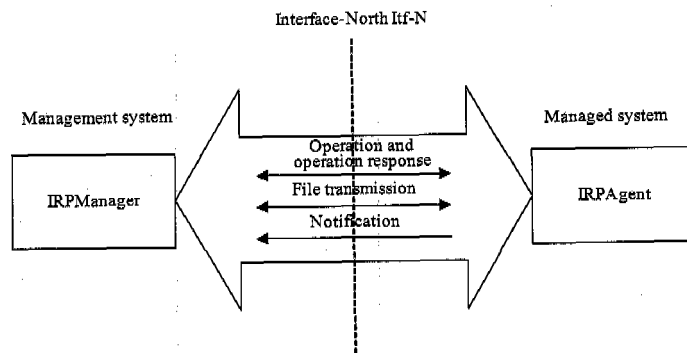 Interface-North Itf-N
Management system
Managed system
Operation and
operation response
IRPManager
File transmission
IRPAgent
Notification